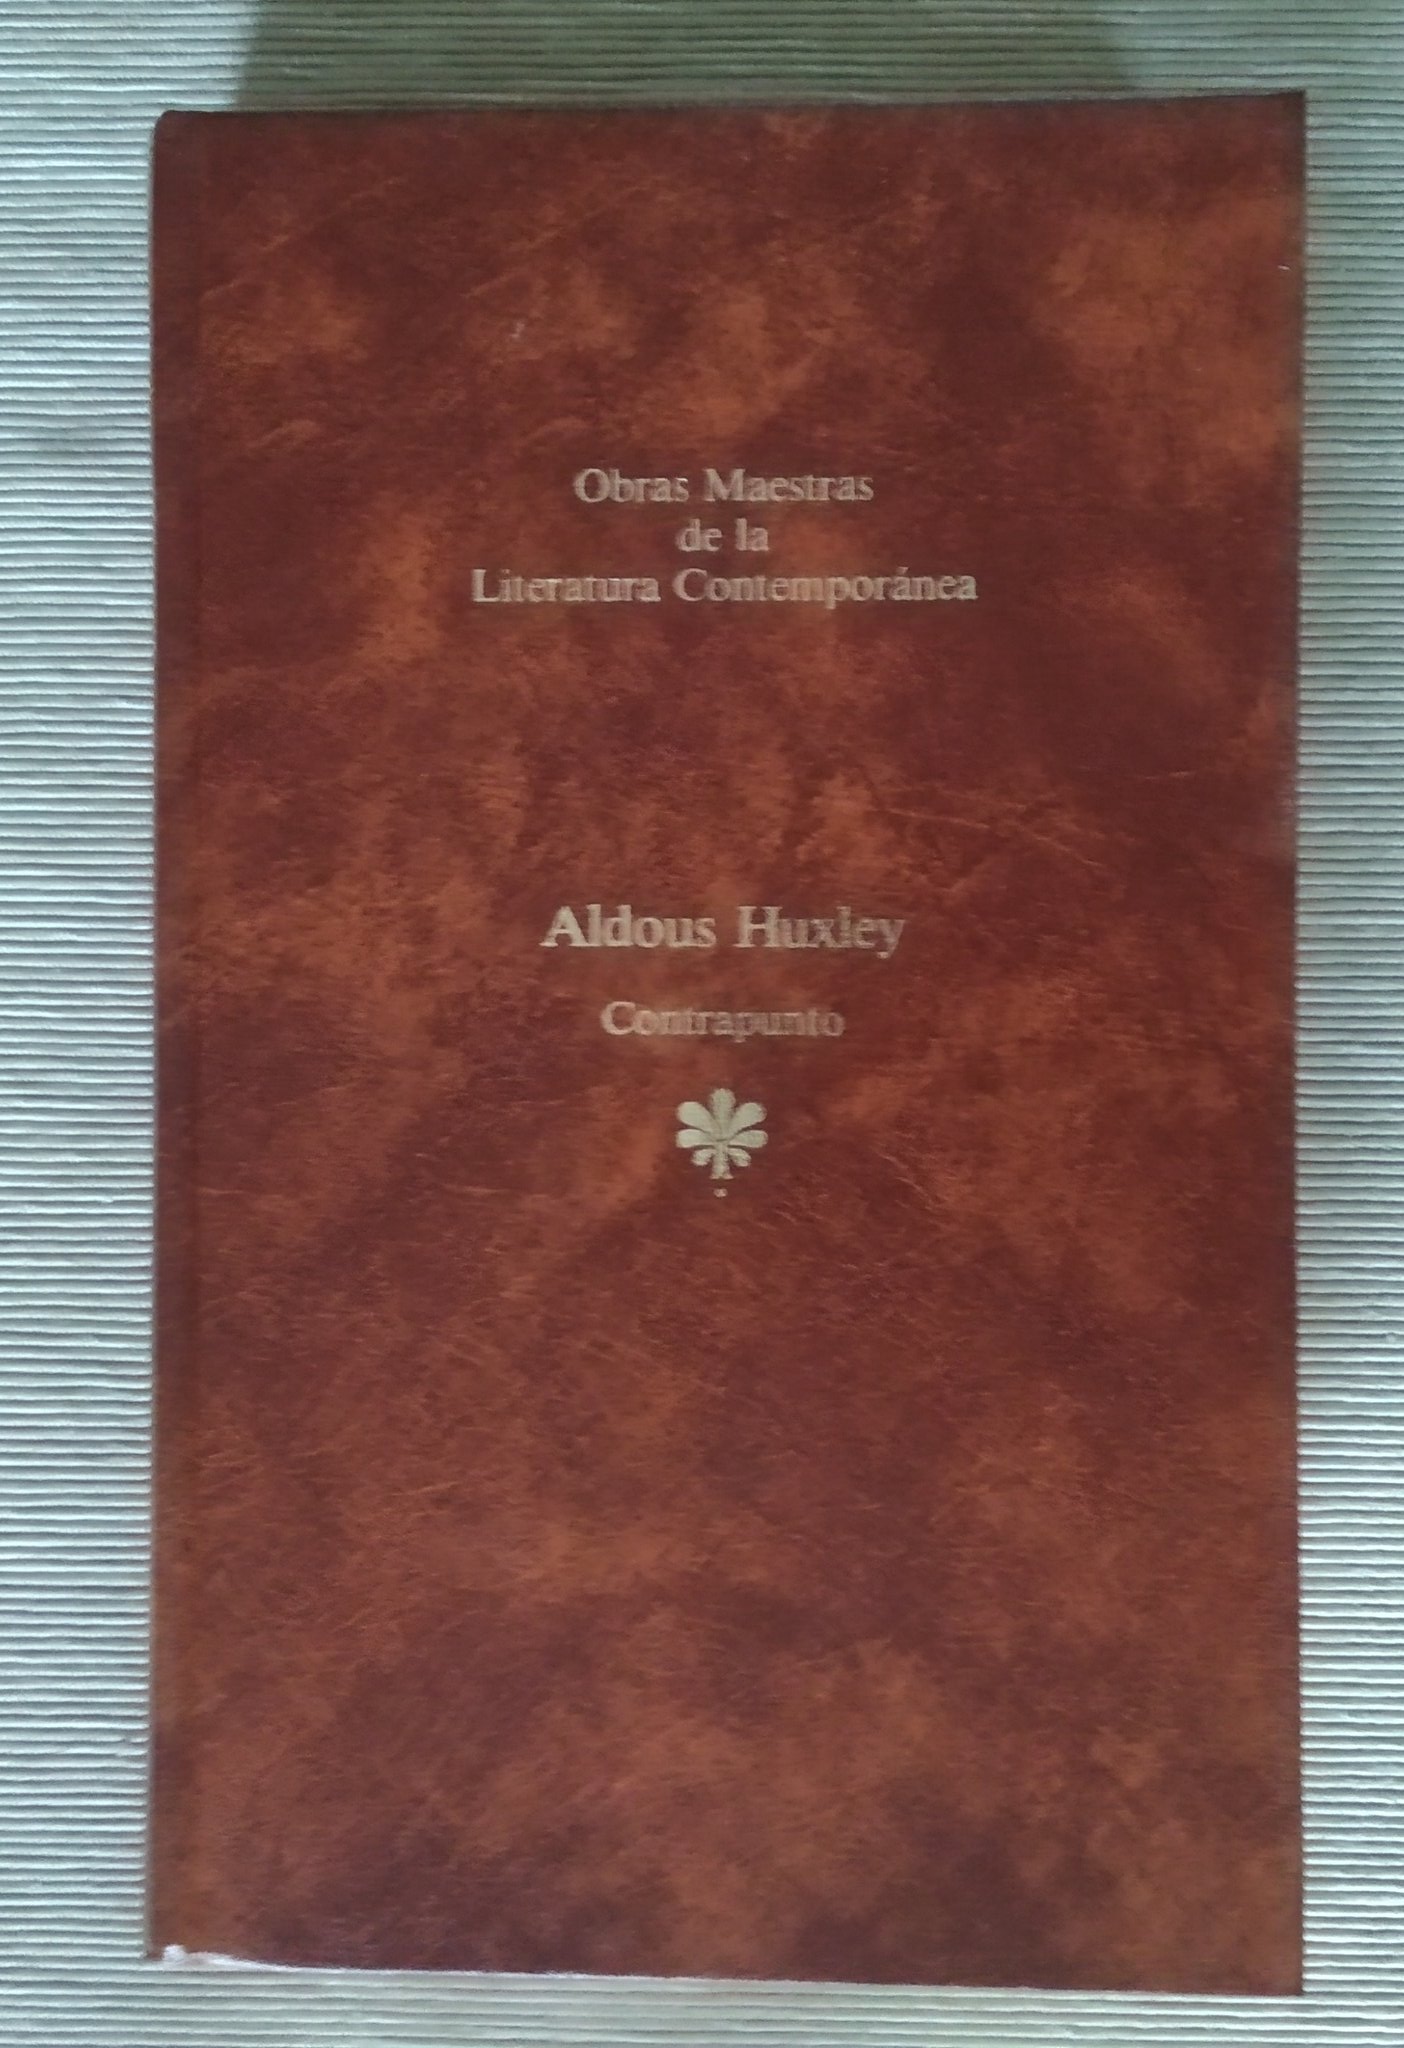 Obras Maestras
de la
Literatura Contemporánea
Aldous Huxley
Contrapunto